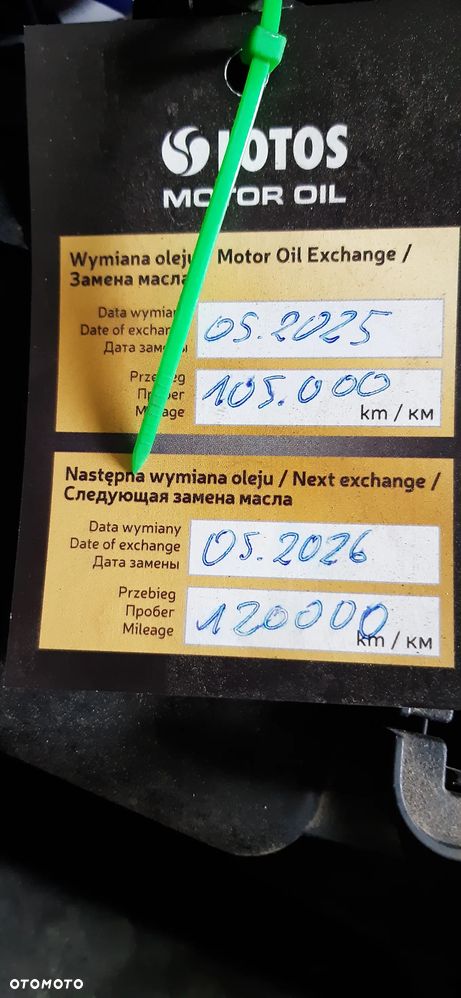 LOTOS
MOTOR OIL
Wymiana oleju / Motor Oil Exchange /
Замена масла
Data wymiany
Date of exchange
Дата замены
05.2025
Przebieg
Пробег
Mileage
105.000
km / км
Następna wymiana oleju / Next exchange /
Следующая замена масла
Data wymiany
Date of exchange
Дата замены
05.2026
Przebieg
Пробег
Mileage
120000
km / км
OTOMOTO